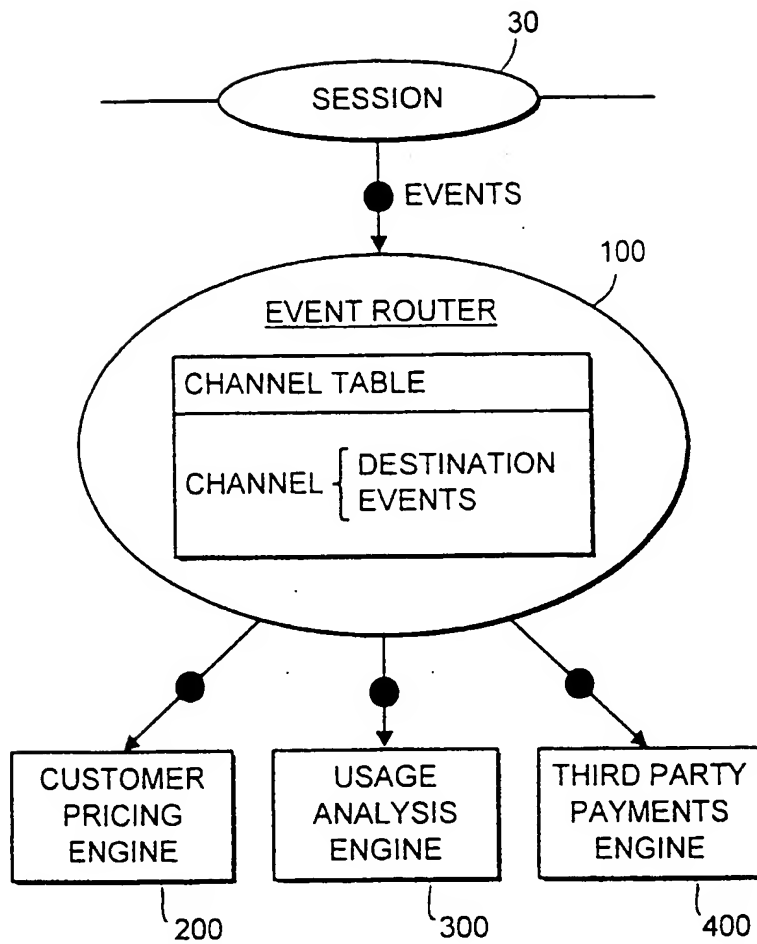 30
SESSION
EVENTS
100
EVENT ROUTER
CHANNEL TABLE
CHANNEL { DESTINATION
EVENTS
CUSTOMER
PRICING
ENGINE
USAGE
ANALYSIS
ENGINE
THIRD PARTY
PAYMENTS
ENGINE
200
300
400